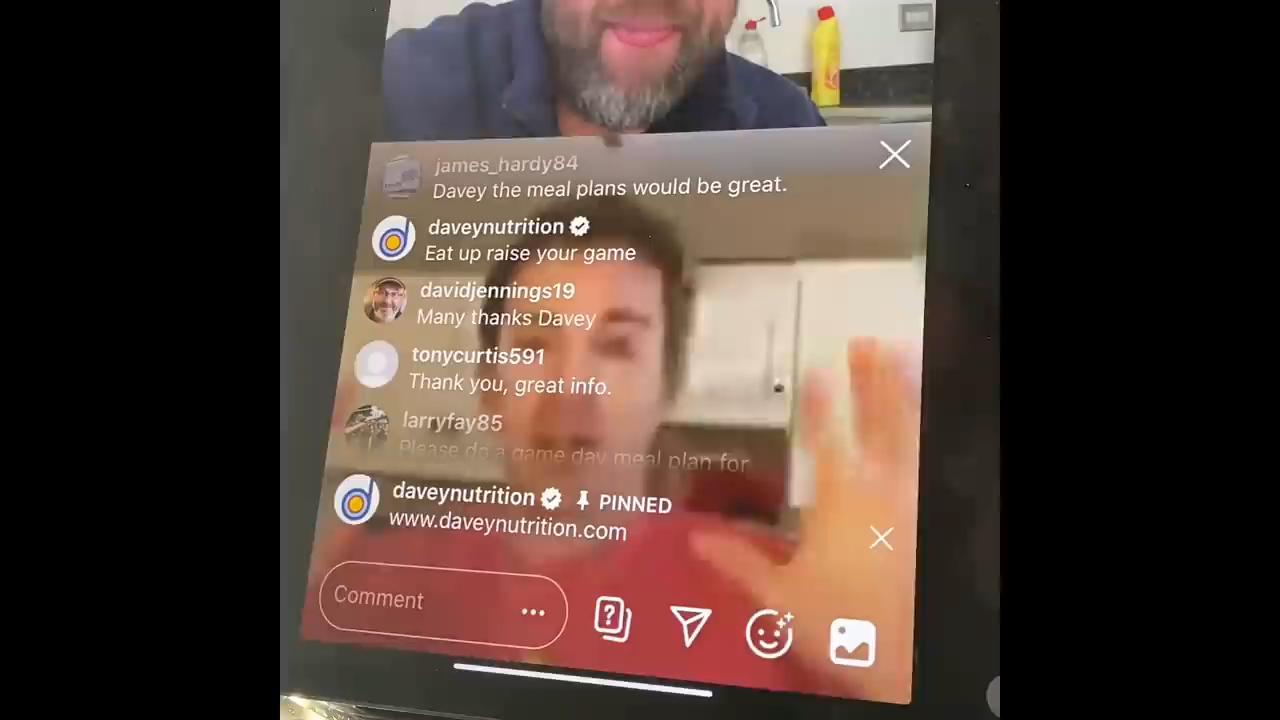 james_hardy84
Davey the meal plans would be great.
daveynutrition
Eat up raise your game
davidjennings19
Many thanks Davey
tonycurtis591
Thank you, great info.
larryfay85
Please do a game day meal plan for
daveynutrition PINNED
www.daveynutrition.com
Comment